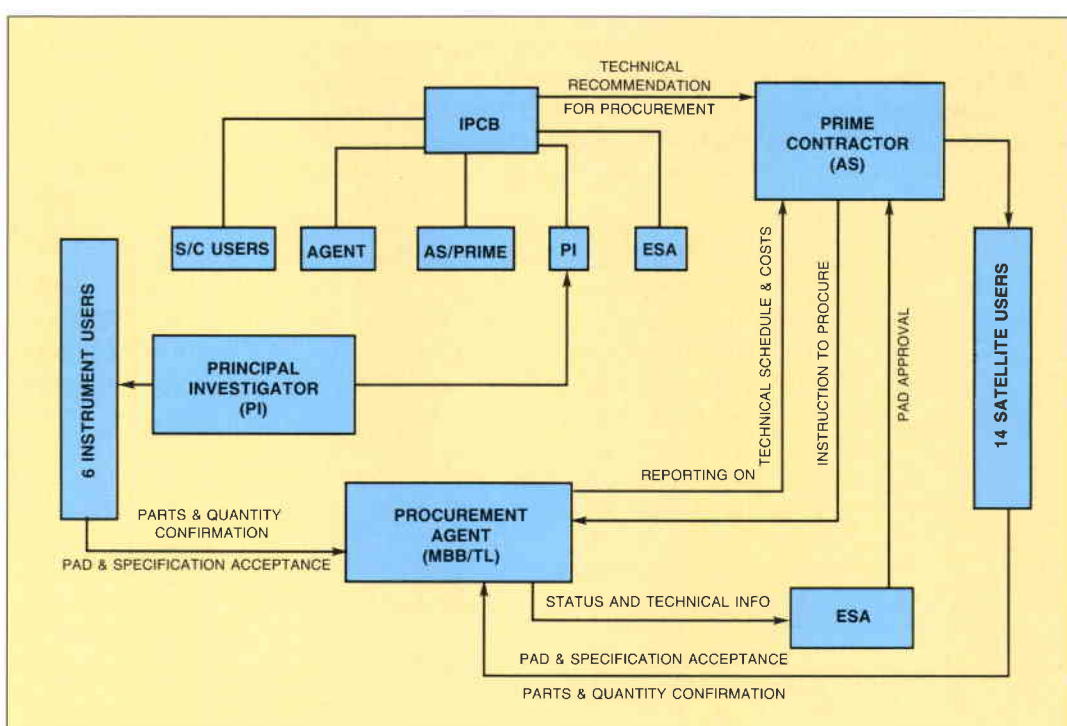 TECHNICAL
RECOMMENDATION
FOR PROCUREMENT
IPCB
PRIME
CONTRACTOR
(AS)
S/C USERS
AGENT
AS/PRIME
PI
ESA
6 INSTRUMENT USERS
PRINCIPAL
INVESTIGATOR
(PI)
TECHNICAL SCHEDULE & COSTS
INSTRUCTION TO PROCURE
PAD APPROVAL
14 SATELLITE USERS
REPORTING ON
PARTS & QUANTITY
CONFIRMATION
PAD & SPECIFICATION ACCEPTANCE
PROCUREMENT
AGENT
(MBB/TL)
STATUS AND TECHNICAL INFO
ESA
PAD & SPECIFICATION ACCEPTANCE
PARTS & QUANTITY CONFIRMATION